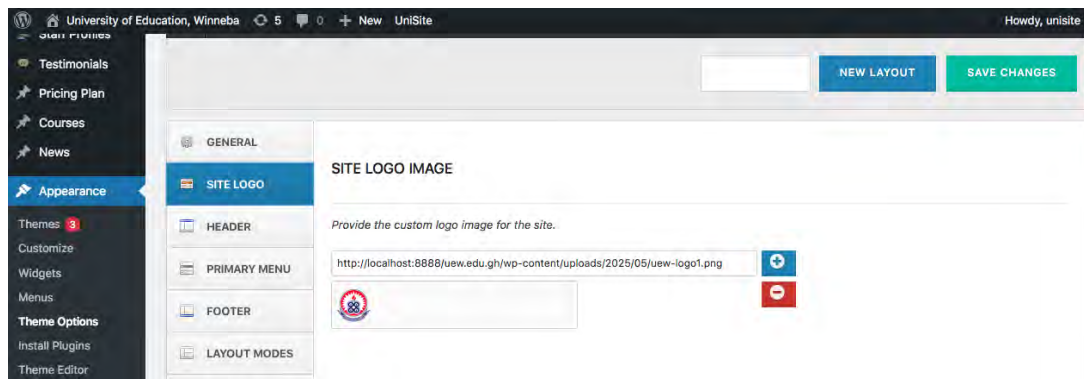 University of Education, Winneba 5 0 + New UniSite Howdy, unisite
Staff Profiles
Testimonials
Pricing Plan
Courses
News
Appearance
Themes 3
Customize
Widgets
Menus
Theme Options
Install Plugins
Theme Editor
NEW LAYOUT SAVE CHANGES
GENERAL
SITE LOGO
HEADER
PRIMARY MENU
FOOTER
LAYOUT MODES
SITE LOGO IMAGE
Provide the custom logo image for the site.
http://localhost:8888/uew.edu.gh/wp-content/uploads/2025/05/uew-logo1.png